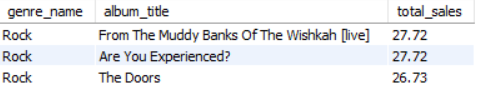 genre_name album_title total_sales
Rock From The Muddy Banks Of The Wishkah [live] 27.72
Rock Are You Experienced? 27.72
Rock The Doors 26.73